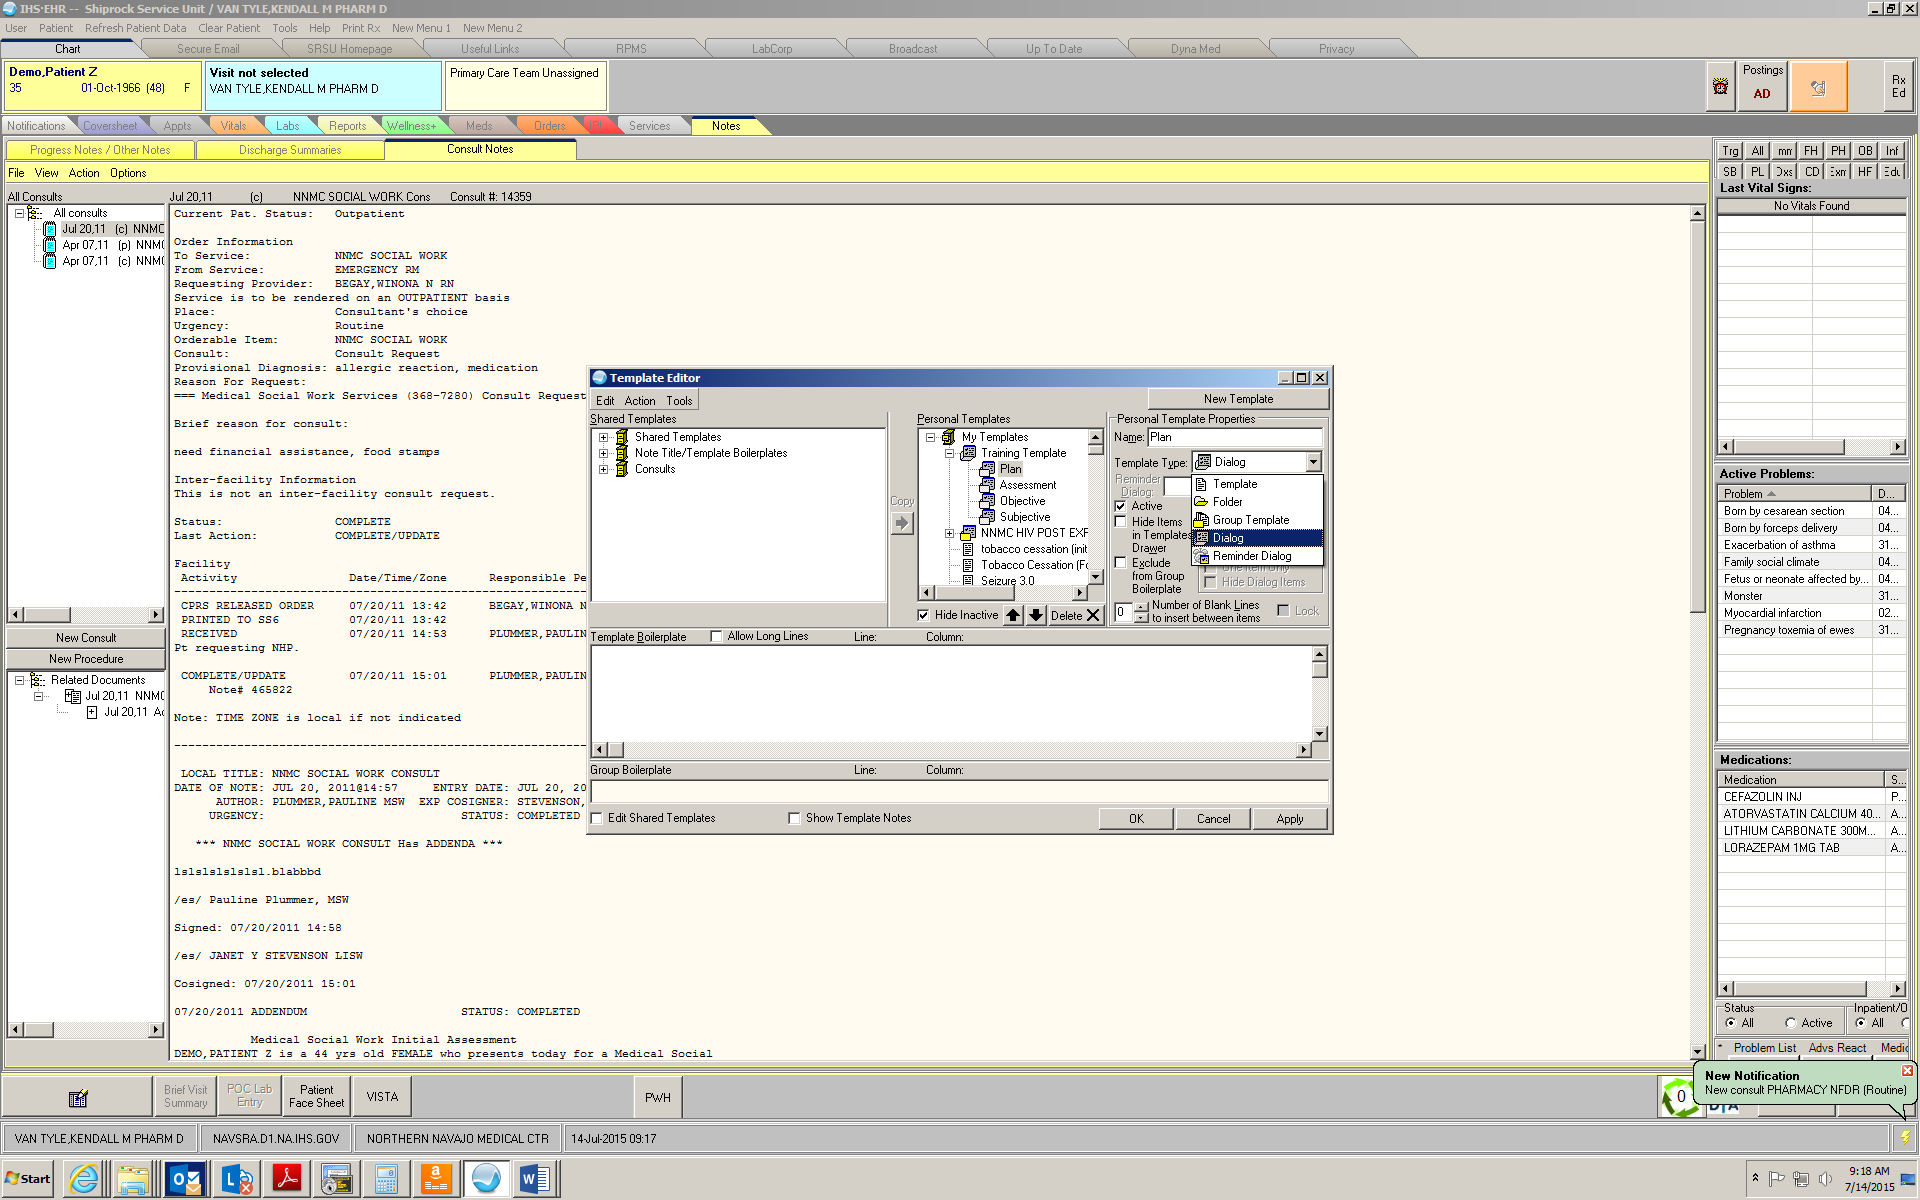 IHS-EHR -- Shiprock Service Unit / VAN TYLE,KENDALL M PHARM D
User Patient Refresh Patient Data Clear Patient Tools Help Print Rx New Menu 1 New Menu 2
Chart Secure Email SRSU Homepage Useful Links RPMS LabCorp Broadcast Up To Date Dyna Med Privacy
Demo,Patient Z
35 01-Oct-1966 (48) F
Visit not selected
VAN TYLE,KENDALL M PHARM D
Primary Care Team Unassigned
Postings
AD
Rx
Ed
Notifications Coversheet Appts Vitals Labs Reports Wellness+ Meds Orders Services Notes
Progress Notes / Other Notes Discharge Summaries Consult Notes
File View Action Options
All Consults
All consults
Jul 20,11 (c) NNMC
Apr 07,11 (p) NNMC
Apr 07,11 (c) NNMC
New Consult
New Procedure
Related Documents
Jul 20,11 NNMC
Jul 20,11 Ad
Jul 20,11 (c) NNMC SOCIAL WORK Cons Consult #: 14359
Current Pat. Status: Outpatient
Order Information
To Service: NNMC SOCIAL WORK
From Service: EMERGENCY RM
Requesting Provider: BEGAY,WINONA N RN
Service is to be rendered on an OUTPATIENT basis
Place: Consultant's choice
Urgency: Routine
Orderable Item: NNMC SOCIAL WORK
Consult: Consult Request
Provisional Diagnosis: allergic reaction, medication
Reason For Request:
=== Medical Social Work Services (368-7280) Consult Request
Brief reason for consult:
need financial assistance, food stamps
Inter-facility Information
This is not an inter-facility consult request.
Status: COMPLETE
Last Action: COMPLETE/UPDATE
Facility
Activity Date/Time/Zone Responsible Pe
CPRS RELEASED ORDER 07/20/11 13:42 BEGAY,WINONA N
PRINTED TO SS6 07/20/11 13:42
RECEIVED 07/20/11 14:53 PLUMMER,PAULIN
Pt requesting NHP.
COMPLETE/UPDATE 07/20/11 15:01 PLUMMER,PAULIN
Note# 465822
Note: TIME ZONE is local if not indicated
LOCAL TITLE: NNMC SOCIAL WORK CONSULT
DATE OF NOTE: JUL 20, 2011@14:57 ENTRY DATE: JUL 20, 20
AUTHOR: PLUMMER,PAULINE MSW EXP COSIGNER: STEVENSON,
URGENCY: STATUS: COMPLETED
*** NNMC SOCIAL WORK CONSULT Has ADDENDA ***
lslslslslslsl.blabbbd
/es/ Pauline Plummer, MSW
Signed: 07/20/2011 14:58
/es/ JANET Y STEVENSON LISW
Cosigned: 07/20/2011 15:01
07/20/2011 ADDENDUM STATUS: COMPLETED
Medical Social Work Initial Assessment
DEMO,PATIENT Z is a 44 yrs old FEMALE who presents today for a Medical Social
Template Editor
Edit Action Tools
New Template
Shared Templates
Shared Templates
Note Title/Template Boilerplates
Consults
Copy
Personal Templates
My Templates
Training Template
Plan
Assessment
Objective
Subjective
NNMC HIV POST EXP
tobacco cessation (init
Tobacco Cessation (Fo
Seizure 3.0
Hide Inactive Delete
Personal Template Properties
Name: Plan
Template Type: Dialog
Template
Folder
Group Template
Dialog
Reminder Dialog
Reminder
Dialog:
Active
Hide Items
in Templates
Drawer
Exclude
from Group
Boilerplate
One Item Only
Hide Dialog Items
0 Number of Blank Lines
to insert between items
Lock
Template Boilerplate Allow Long Lines Line: Column:
Group Boilerplate Line: Column:
Edit Shared Templates Show Template Notes OK Cancel Apply
Trg All FH PH OB Inf
SB PL CD HF
Last Vital Signs:
No Vitals Found
Active Problems:
Problem D...
Born by cesarean section 04...
Born by forceps delivery 04...
Exacerbation of asthma 31...
Family social climate 04...
Fetus or neonate affected by... 04...
Monster 31...
Myocardial infarction 02...
Pregnancy toxemia of ewes 31...
Medications:
Medication S...
CEFAZOLIN INJ P...
ATORVASTATIN CALCIUM 40... A...
LITHIUM CARBONATE 300M... A...
LORAZEPAM 1MG TAB A...
Status
All Active
Inpatient/O
All
* Problem List Advs React Medic
New Notification
New consult PHARMACY NFDR (Routine)
Brief Visit
Summary
POC Lab
Entry
Patient
Face Sheet
VISTA
PWH
0
VAN TYLE,KENDALL M PHARM D NAVSRA.D1.NA.IHS.GOV NORTHERN NAVAJO MEDICAL CTR 14-Jul-2015 09:17
Start
9:18 AM
7/14/2015